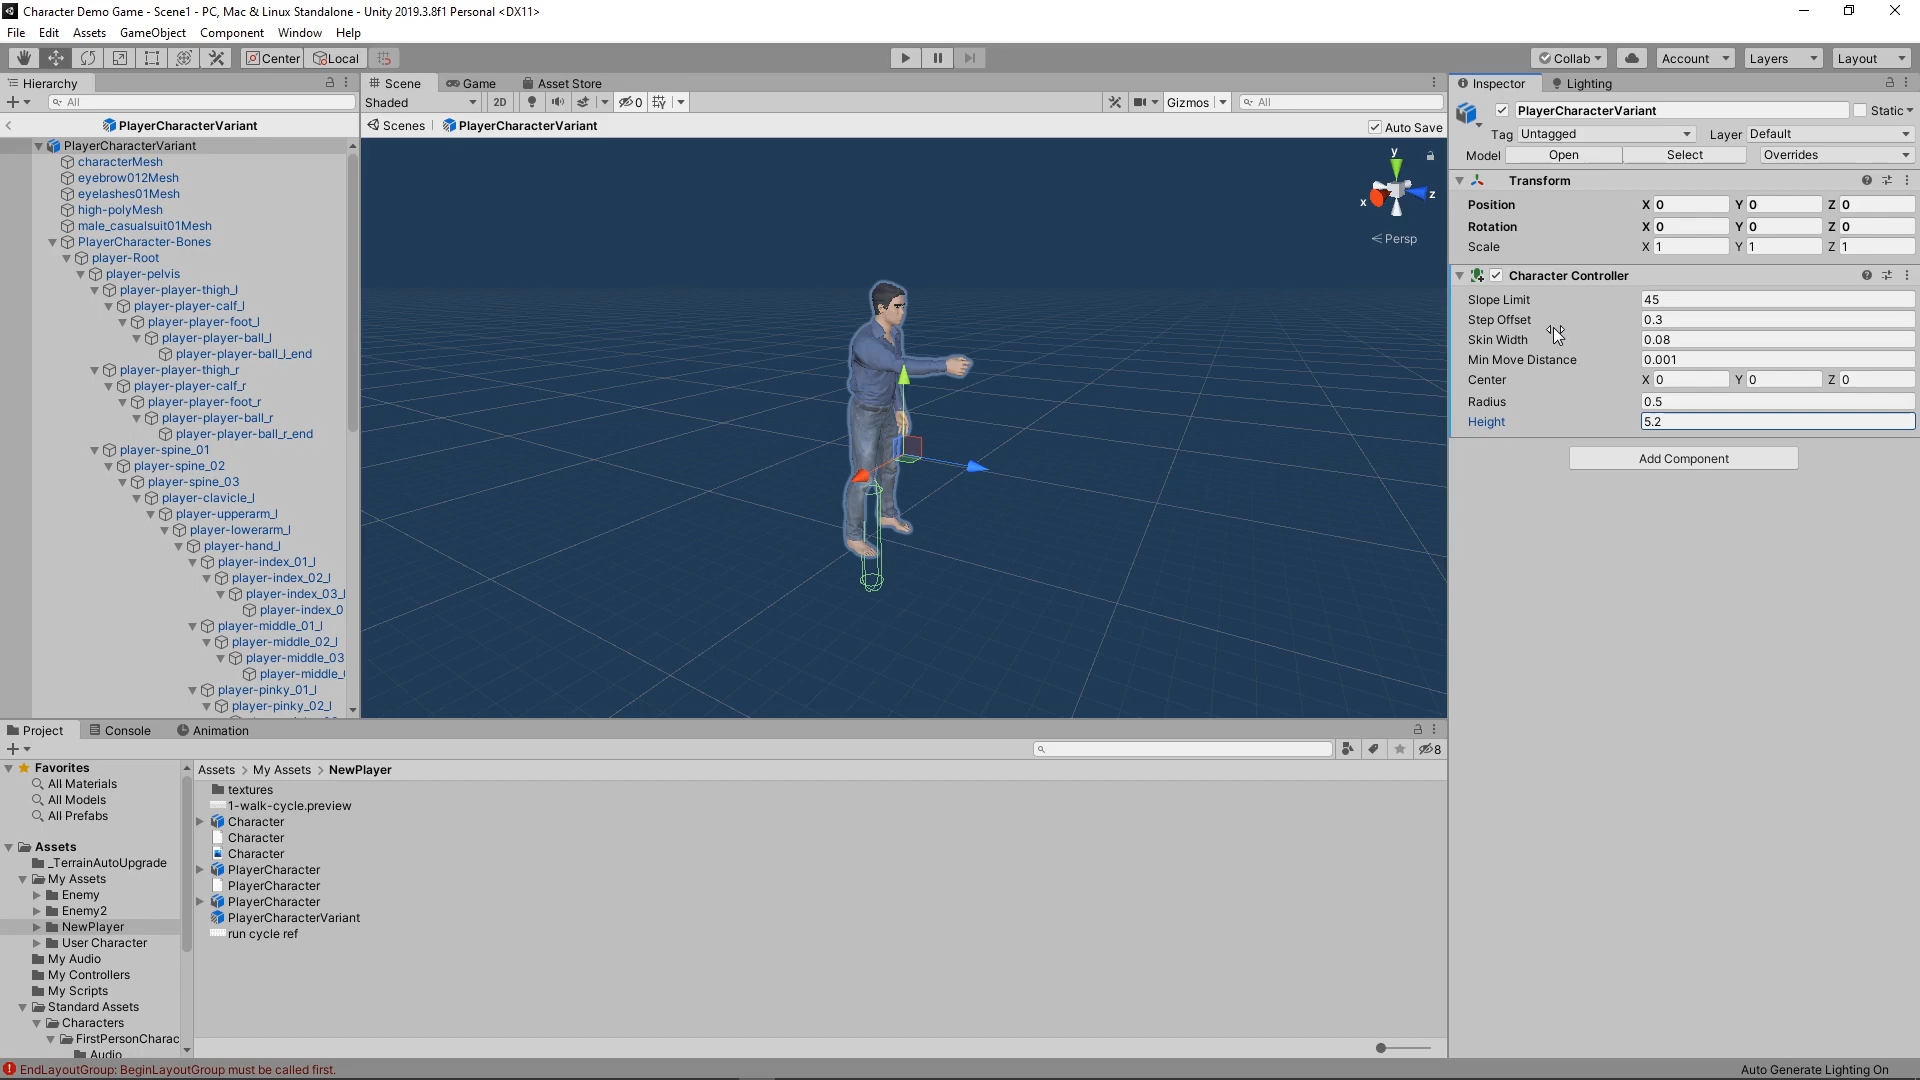 Character Demo Game - Scene1 - PC, Mac & Linux Standalone - Unity 2019.3.8f1 Personal <DX11>
File Edit Assets GameObject Component Window Help
Center Local
Collab Account Layers Layout
Hierarchy
All
PlayerCharacterVariant
PlayerCharacterVariant
characterMesh
eyebrow012Mesh
eyelashes01Mesh
high-polyMesh
male_casualsuit01Mesh
PlayerCharacter-Bones
player-Root
player-pelvis
player-player-thigh_l
player-player-calf_l
player-player-foot_l
player-player-ball_l
player-player-ball_l_end
player-player-thigh_r
player-player-calf_r
player-player-foot_r
player-player-ball_r
player-player-ball_r_end
player-spine_01
player-spine_02
player-spine_03
player-clavicle_l
player-upperarm_l
player-lowerarm_l
player-hand_l
player-index_01_l
player-index_02_l
player-index_03_l
player-index_0
player-middle_01_l
player-middle_02_l
player-middle_03
player-middle_
player-pinky_01_l
player-pinky_02_l
Scene Game Asset Store
Shaded 2D 0 Gizmos All
Scenes PlayerCharacterVariant Auto Save
y
x z
< Persp
Inspector Lighting
PlayerCharacterVariant Static
Tag Untagged Layer Default
Model Open Select Overrides
Transform
Position X 0 Y 0 Z 0
Rotation X 0 Y 0 Z 0
Scale X 1 Y 1 Z 1
Character Controller
Slope Limit 45
Step Offset 0.3
Skin Width 0.08
Min Move Distance 0.001
Center X 0 Y 0 Z 0
Radius 0.5
Height 5.2
Add Component
Project Console Animation
8
Favorites
All Materials
All Models
All Prefabs
Assets
_TerrainAutoUpgrade
My Assets
Enemy
Enemy2
NewPlayer
User Character
My Audio
My Controllers
My Scripts
Standard Assets
Characters
FirstPersonCharac
Audio
Assets > My Assets > NewPlayer
textures
1-walk-cycle.preview
Character
Character
Character
PlayerCharacter
PlayerCharacter
PlayerCharacter
PlayerCharacterVariant
run cycle ref
EndLayoutGroup: BeginLayoutGroup must be called first.
Auto Generate Lighting On